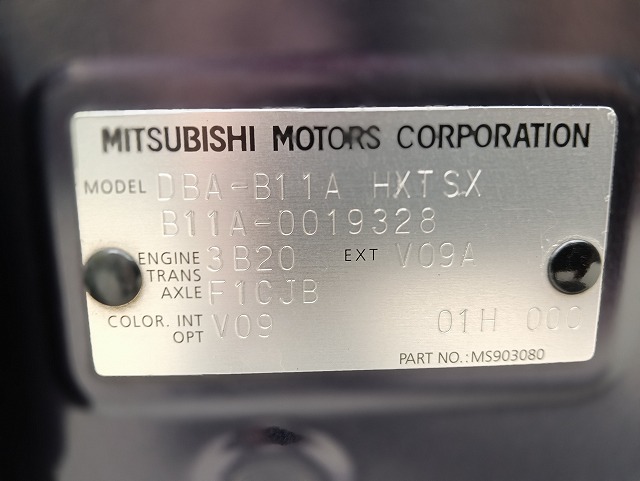 MITSUBISHI MOTORS CORPORATION
MODEL DBA-B11A HXTSX
B11A-0019328
ENGINE 3B20 EXT V09A
TRANS
AXLE F1CJB
COLOR. INT V09 01H 000
OPT
PART NO.:MS903080